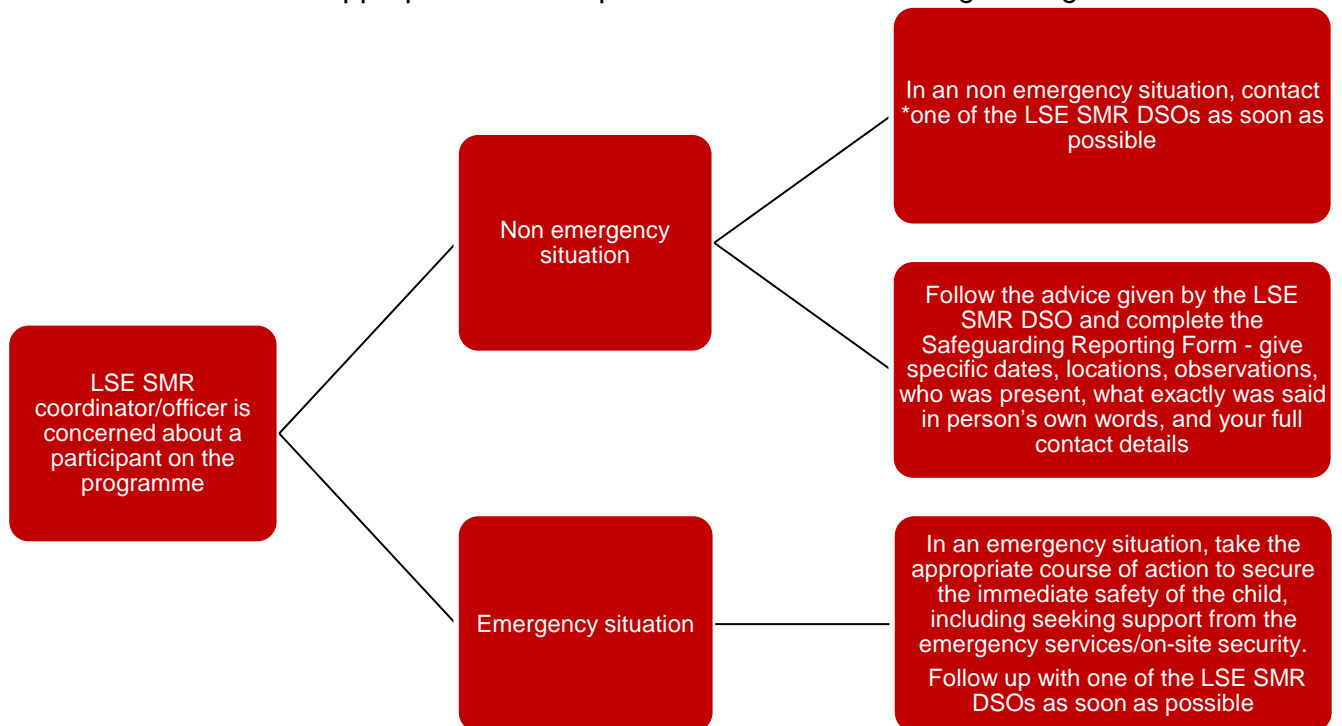 LSE SMR
coordinator/officer is
concerned about a
participant on the
programme
Non emergency
situation
In an non emergency situation, contact
*one of the LSE SMR DSOs as soon as
possible
Follow the advice given by the LSE
SMR DSO and complete the
Safeguarding Reporting Form - give
specific dates, locations, observations,
who was present, what exactly was said
in person's own words, and your full
contact details
Emergency situation
In an emergency situation, take the
appropriate course of action to secure
the immediate safety of the child,
including seeking support from the
emergency services/on-site security.
Follow up with one of the LSE SMR
DSOs as soon as possible